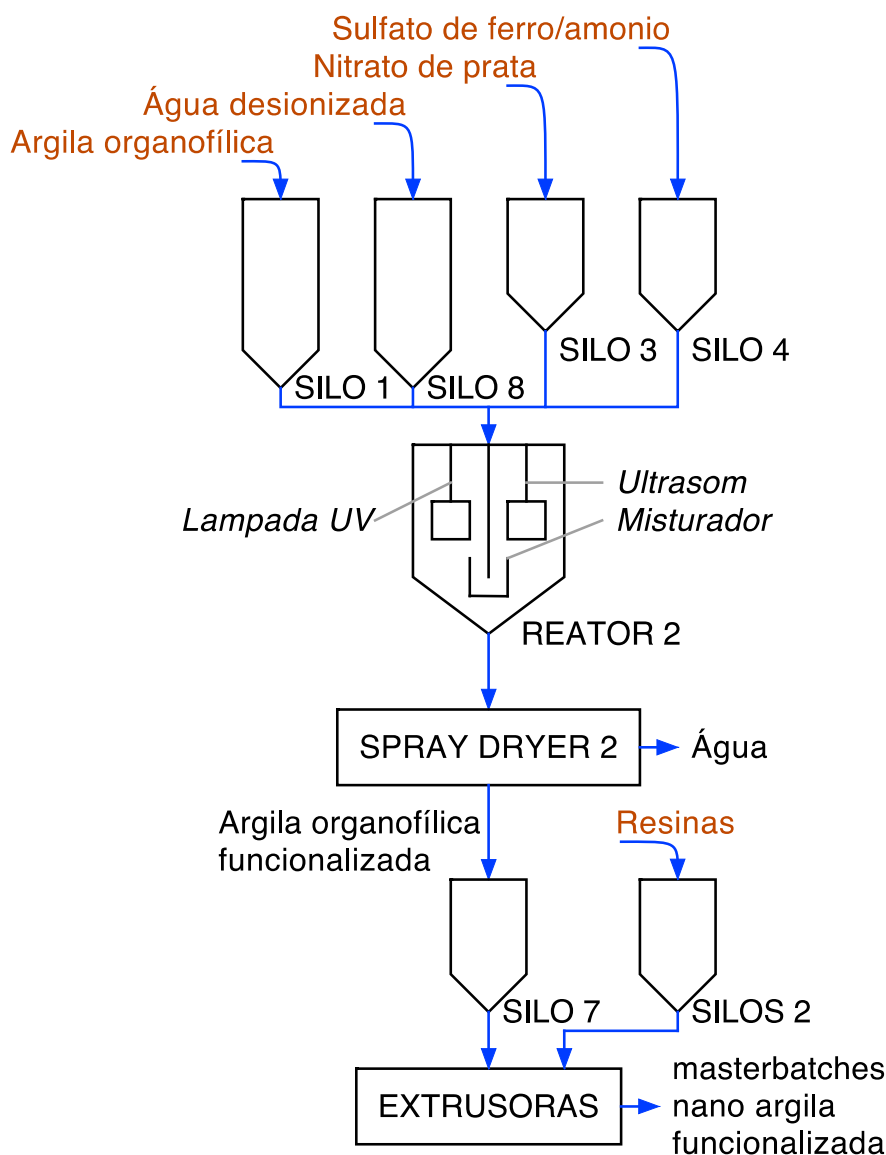 Sulfato de ferro/amonio
Nitrato de prata
Água desionizada
Argila organofílica
SILO 3
SILO 4
SILO 1
SILO 8
Ultrasom
Lampada UV
Misturador
REATOR 2
SPRAY DRYER 2
Água
Argila organofílica
funcionalizada
Resinas
SILO 7
SILOS 2
EXTRUSORAS
masterbatches
nano argila
funcionalizada